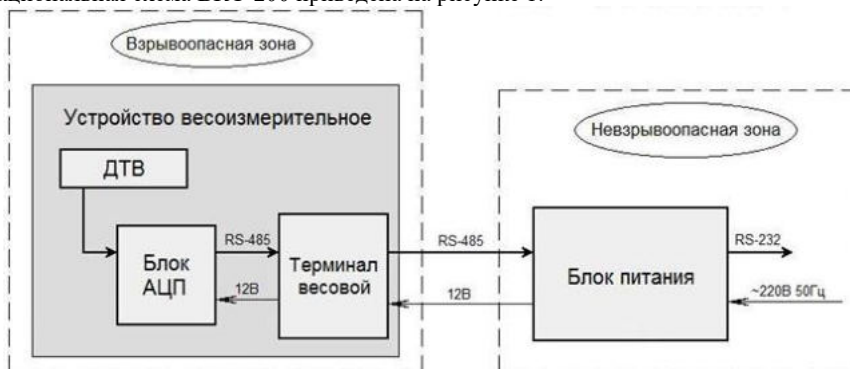 Взрывоопасная зона
Устройство весоизмерительное
Невзрывоопасная зона
ДТВ
RS-485
RS-485
RS-232
Блок
АЦП
Терминал
весовой
Блок питания
12В
12В
~220В 50Гц